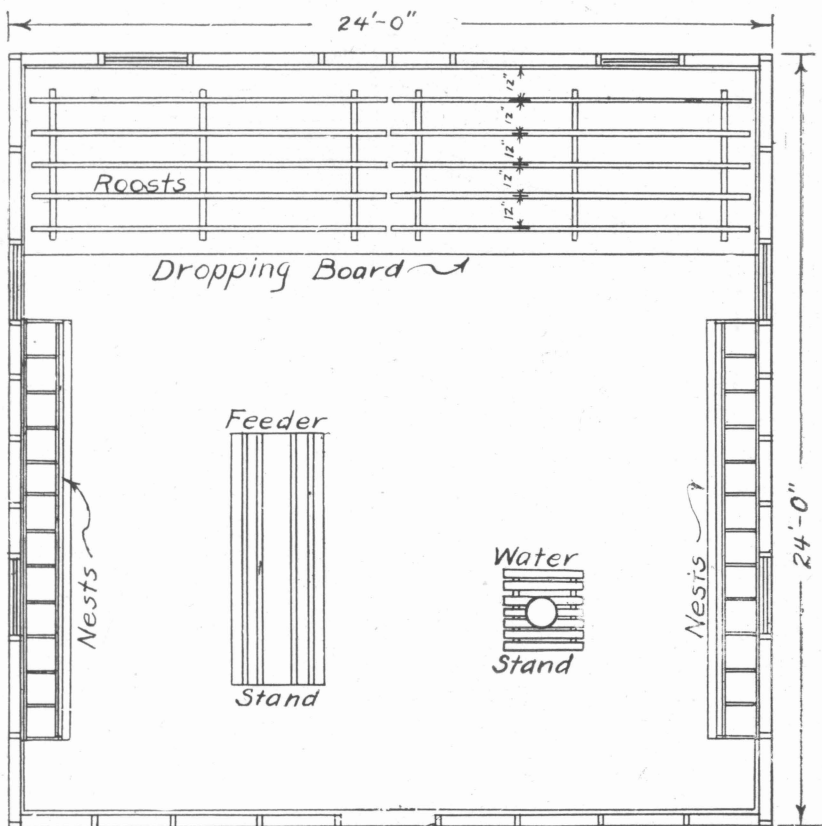 24'-0"
12"
12"
12"
12"
12"
Roosts
Dropping Board
Feeder
Stand
Nests
Water
Stand
Nests
24'-0"